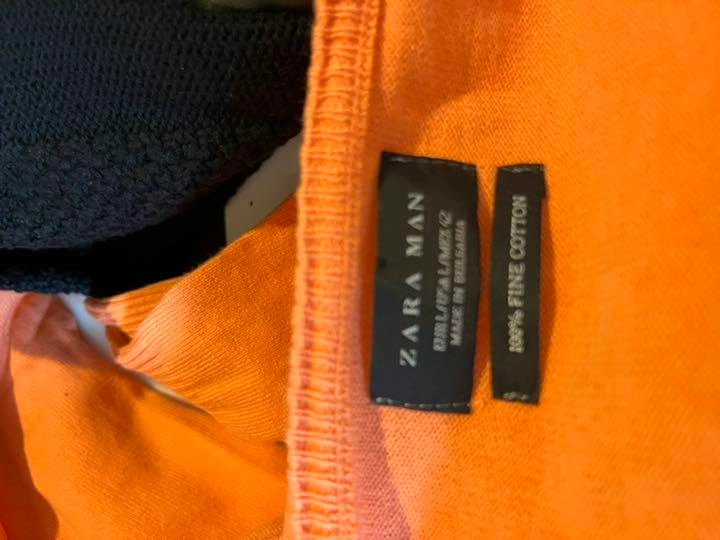 ZARA MAN
EUR L/USA L/MEX 42
MADE IN BULGARIA
100% FINE COTTON